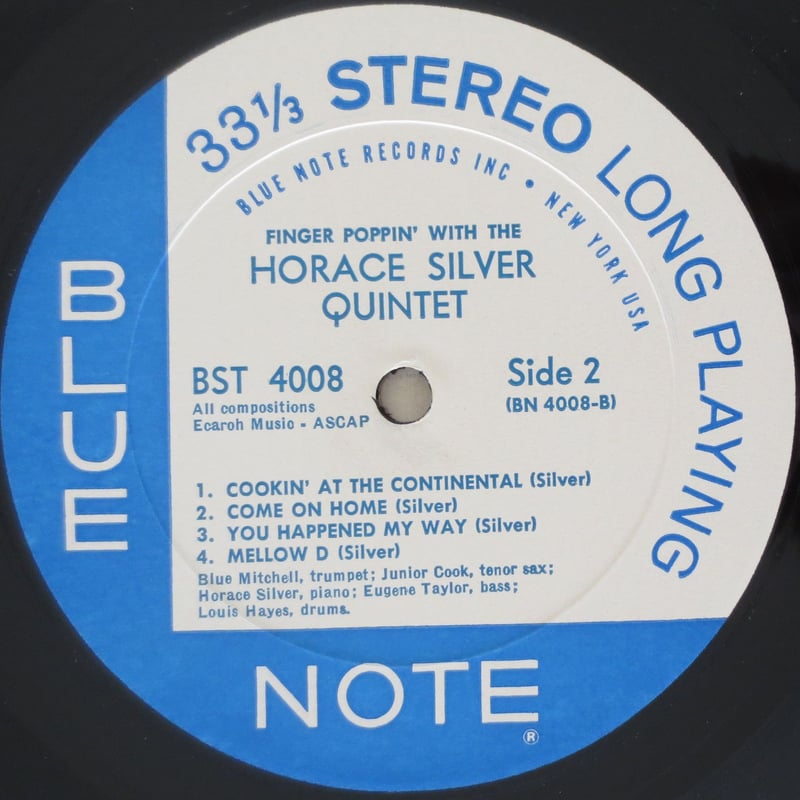 33⅓ STEREO LONG PLAYING
BLUE NOTE RECORDS INC • NEW YORK USA
FINGER POPPIN' WITH THE
HORACE SILVER
QUINTET
BLUE
BST 4008
All compositions
Ecaroh Music - ASCAP
Side 2
(BN 4008-B)
1. COOKIN' AT THE CONTINENTAL (Silver)
2. COME ON HOME (Silver)
3. YOU HAPPENED MY WAY (Silver)
4. MELLOW D (Silver)
Blue Mitchell, trumpet; Junior Cook, tenor sax;
Horace Silver, piano; Eugene Taylor, bass;
Louis Hayes, drums.
NOTE
®